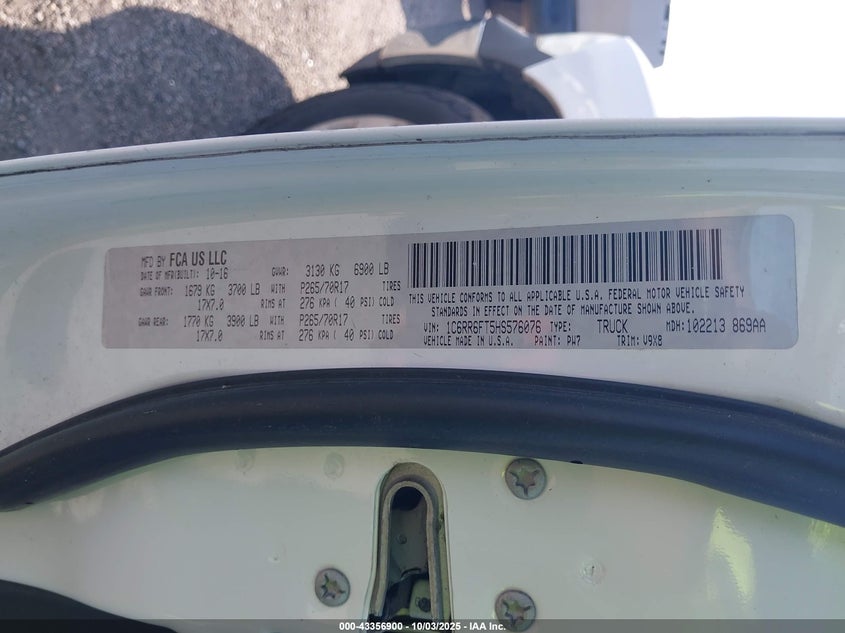 MFD BY FCA US LLC
DATE OF MFR(BUILT): 10-16 GVWR: 3130 KG 6900 LB
GAWR FRONT: 1679 KG 3700 LB WITH P265/70R17 TIRES
17X7.0 RIMS AT 276 KPA ( 40 PSI) COLD
GAWR REAR: 1770 KG 3900 LB WITH P265/70R17 TIRES
17X7.0 RIMS AT 276 KPA ( 40 PSI) COLD
THIS VEHICLE CONFORMS TO ALL APPLICABLE U.S.A. FEDERAL MOTOR VEHICLE SAFETY
STANDARDS IN EFFECT ON THE DATE OF MANUFACTURE SHOWN ABOVE.
VIN: 1C6RR6FT5HS576076 TYPE: TRUCK MDH: 102213 869AA
VEHICLE MADE IN U.S.A. PAINT: PW7 TRIM: V9X8
000-43356900 - 10/03/2025 - IAA Inc.